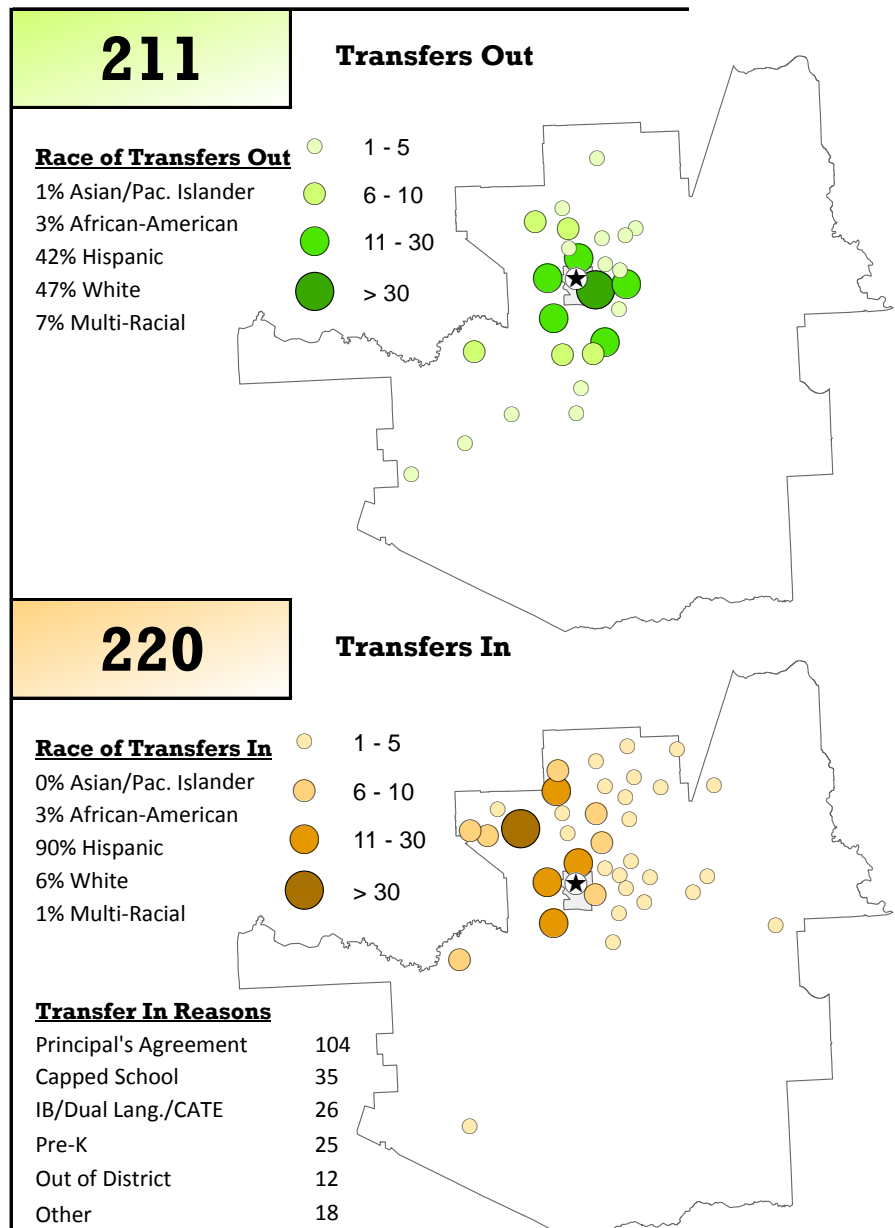 211
Transfers Out
Race of Transfers Out
1% Asian/Pac. Islander
3% African-American
42% Hispanic
47% White
7% Multi-Racial
1 - 5
6 - 10
11 - 30
> 30
220
Transfers In
Race of Transfers In
0% Asian/Pac. Islander
3% African-American
90% Hispanic
6% White
1% Multi-Racial
1 - 5
6 - 10
11 - 30
> 30
Transfer In Reasons
Principal's Agreement 104
Capped School 35
IB/Dual Lang./CATE 26
Pre-K 25
Out of District 12
Other 18